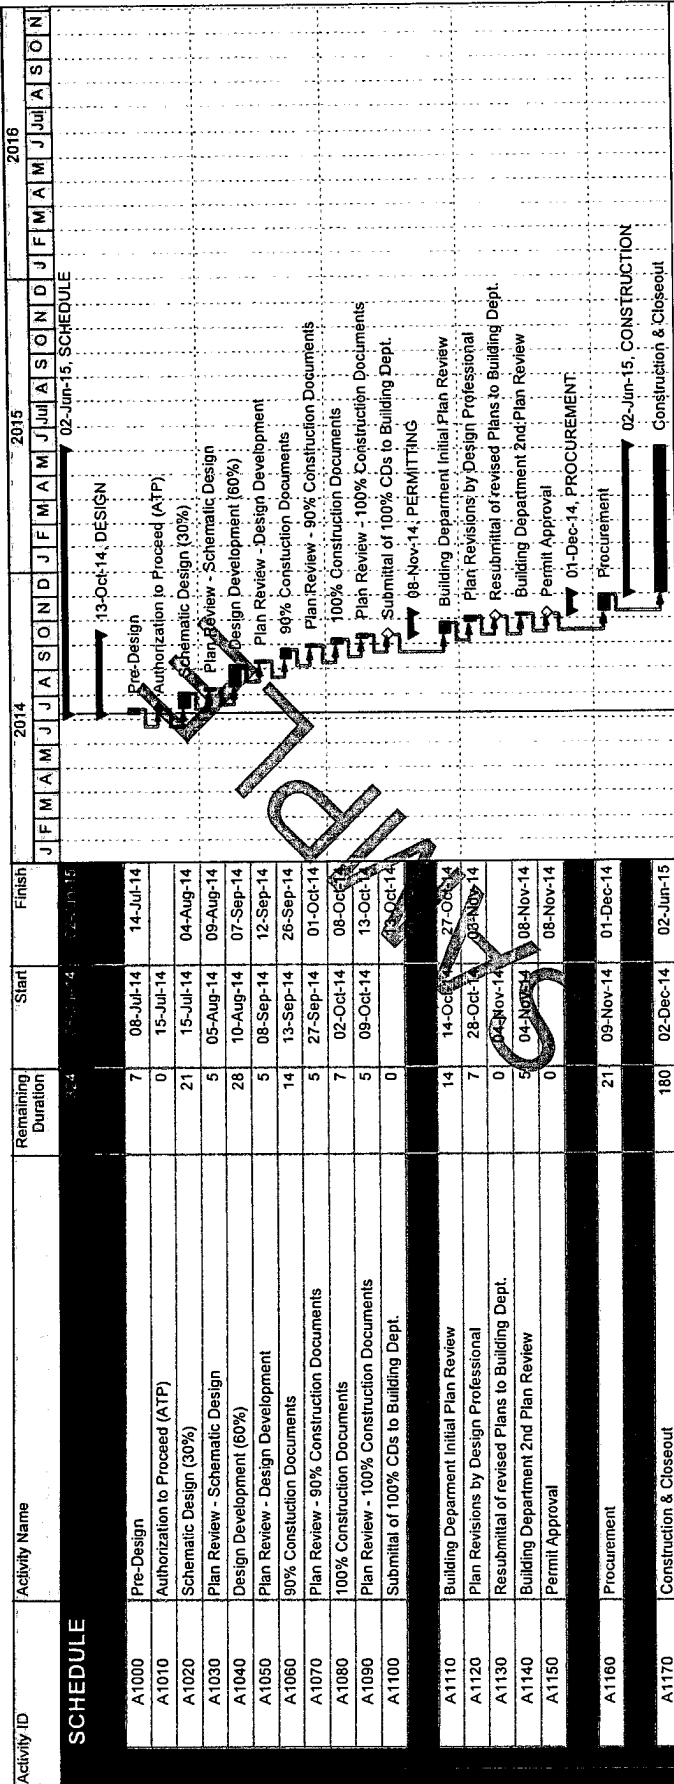 Activity ID Activity Name Remaining Duration Start Finish 2014 2015 2016
J F M A M J J A S O N D J F M A M J Jul A S O N D J F M A M J Jul A S O N
SCHEDULE 324 02-Jun-15 02-Jun-15, SCHEDULE
13-Oct-14, DESIGN
A1000 Pre-Design 7 08-Jul-14 14-Jul-14 Pre-Design
A1010 Authorization to Proceed (ATP) 0 15-Jul-14 Authorization to Proceed (ATP)
A1020 Schematic Design (30%) 21 15-Jul-14 04-Aug-14 Schematic Design (30%)
A1030 Plan Review - Schematic Design 5 05-Aug-14 09-Aug-14 Plan Review - Schematic Design
A1040 Design Development (60%) 28 10-Aug-14 07-Sep-14 Design Development (60%)
A1050 Plan Review - Design Development 5 08-Sep-14 12-Sep-14 Plan Review - Design Development
A1060 90% Constuction Documents 14 13-Sep-14 26-Sep-14 90% Constuction Documents
A1070 Plan Review - 90% Construction Documents 5 27-Sep-14 01-Oct-14 Plan Review - 90% Construction Documents
A1080 100% Construction Documents 7 02-Oct-14 08-Oct-14 100% Construction Documents
A1090 Plan Review - 100% Construction Documents 5 09-Oct-14 13-Oct-14 Plan Review - 100% Construction Documents
A1100 Submittal of 100% CDs to Building Dept. 0 13-Oct-14 Submittal of 100% CDs to Building Dept.
08-Nov-14, PERMITTING
A1110 Building Deparment Initial Plan Review 14 14-Oct-14 27-Oct-14 Building Deparment Initial Plan Review
A1120 Plan Revisions by Design Professional 7 28-Oct-14 03-Nov-14 Plan Revisions by Design Professional
A1130 Resubmittal of revised Plans to Building Dept. 0 04-Nov-14 Resubmittal of revised Plans to Building Dept.
A1140 Building Department 2nd Plan Review 5 04-Nov-14 08-Nov-14 Building Department 2nd Plan Review
A1150 Permit Approval 0 08-Nov-14 Permit Approval
01-Dec-14, PROCUREMENT
A1160 Procurement 21 09-Nov-14 01-Dec-14 Procurement
02-Jun-15, CONSTRUCTION
A1170 Construction & Closeout 180 02-Dec-14 02-Jun-15 Construction & Closeout
SAMPLE